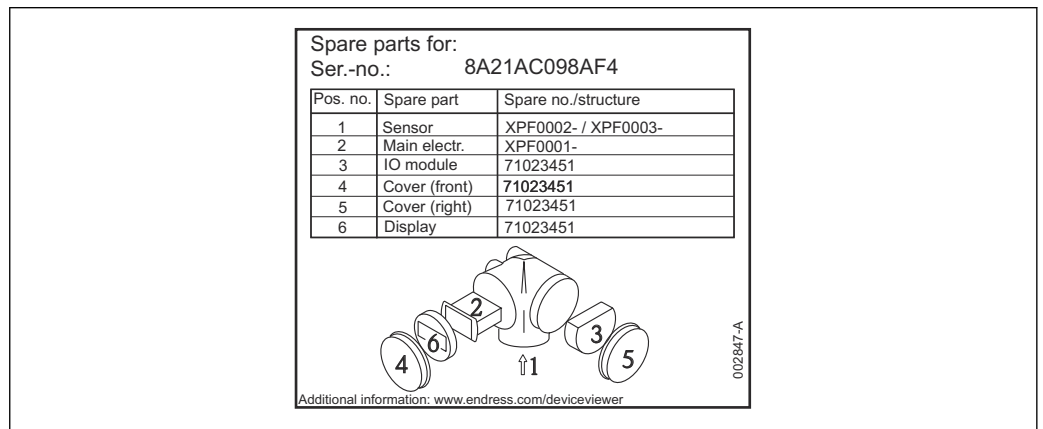 Spare parts for:
Ser.-no.: 8A21AC098AF4
Pos. no. Spare part Spare no./structure
1 Sensor XPF0002- / XPF0003-
2 Main electr. XPF0001-
3 IO module 71023451
4 Cover (front) 71023451
5 Cover (right) 71023451
6 Display 71023451
2
6
4
⇧1
3
5
002847-A
Additional information: www.endress.com/deviceviewer